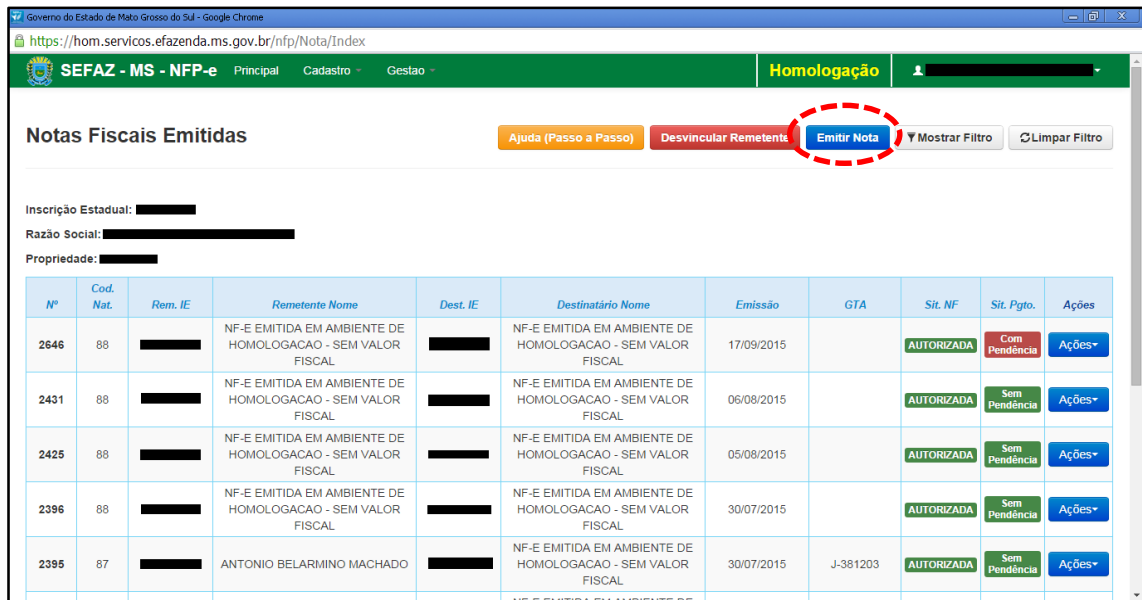 Governo do Estado de Mato Grosso do Sul - Google Chrome
https://hom.servicos.efazenda.ms.gov.br/nfp/Nota/Index
SEFAZ - MS - NFP-e Principal Cadastro Gestao Homologação
Notas Fiscais Emitidas Ajuda (Passo a Passo) Desvincular Remetente Emitir Nota Mostrar Filtro Limpar Filtro
Inscrição Estadual:
Razão Social:
Propriedade:
Nº Cod. Nat. Rem. IE Remetente Nome Dest. IE Destinatário Nome Emissão GTA Sit. NF Sit. Pgto. Ações
2646 88 NF-E EMITIDA EM AMBIENTE DE HOMOLOGACAO - SEM VALOR FISCAL NF-E EMITIDA EM AMBIENTE DE HOMOLOGACAO - SEM VALOR FISCAL 17/09/2015 AUTORIZADA Com Pendência Ações
2431 88 NF-E EMITIDA EM AMBIENTE DE HOMOLOGACAO - SEM VALOR FISCAL NF-E EMITIDA EM AMBIENTE DE HOMOLOGACAO - SEM VALOR FISCAL 06/08/2015 AUTORIZADA Sem Pendência Ações
2425 88 NF-E EMITIDA EM AMBIENTE DE HOMOLOGACAO - SEM VALOR FISCAL NF-E EMITIDA EM AMBIENTE DE HOMOLOGACAO - SEM VALOR FISCAL 05/08/2015 AUTORIZADA Sem Pendência Ações
2396 88 NF-E EMITIDA EM AMBIENTE DE HOMOLOGACAO - SEM VALOR FISCAL NF-E EMITIDA EM AMBIENTE DE HOMOLOGACAO - SEM VALOR FISCAL 30/07/2015 AUTORIZADA Sem Pendência Ações
2395 87 ANTONIO BELARMINO MACHADO NF-E EMITIDA EM AMBIENTE DE HOMOLOGACAO - SEM VALOR FISCAL 30/07/2015 J-381203 AUTORIZADA Sem Pendência Ações